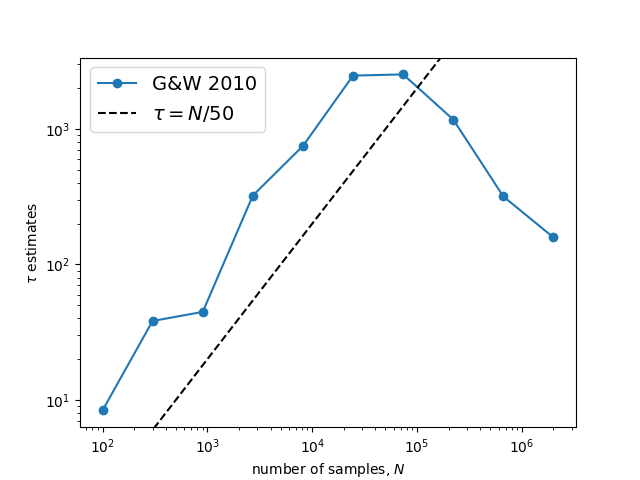 G&W 2010
τ = N/50
10³
10²
10¹
τ estimates
10² 10³ 10⁴ 10⁵ 10⁶
number of samples, N